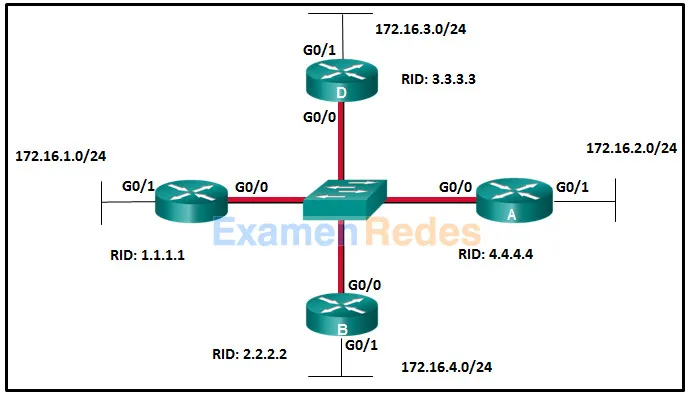 172.16.3.0/24
G0/1
RID: 3.3.3.3
D
G0/0
172.16.1.0/24
172.16.2.0/24
G0/1
G0/0
G0/0
G0/1
A
ExamenRedes
RID: 1.1.1.1
RID: 4.4.4.4
G0/0
B
G0/1
RID: 2.2.2.2
172.16.4.0/24